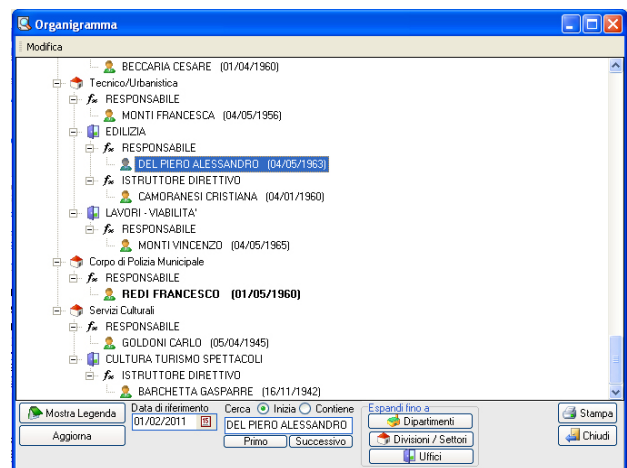 Organigramma
Modifica
BECCARIA CESARE (01/04/1960)
Tecnico/Urbanistica
RESPONSABILE
MONTI FRANCESCA (04/05/1956)
EDILIZIA
RESPONSABILE
DEL PIERO ALESSANDRO (04/05/1963)
ISTRUTTORE DIRETTIVO
CAMORANESI CRISTIANA (04/01/1960)
LAVORI - VIABILITA'
RESPONSABILE
MONTI VINCENZO (04/05/1965)
Corpo di Polizia Municipale
RESPONSABILE
REDI FRANCESCO (01/05/1960)
Servizi Culturali
RESPONSABILE
GOLDONI CARLO (05/04/1945)
CULTURA TURISMO SPETTACOLI
ISTRUTTORE DIRETTIVO
BARCHETTA GASPARRE (16/11/1942)
Mostra Legenda
Aggiorna
Data di riferimento
01/02/2011
Cerca Inizia Contiene
DEL PIERO ALESSANDRO
Primo Successivo
Espandi fino a
Dipartimenti
Divisioni / Settori
Uffici
Stampa
Chiudi